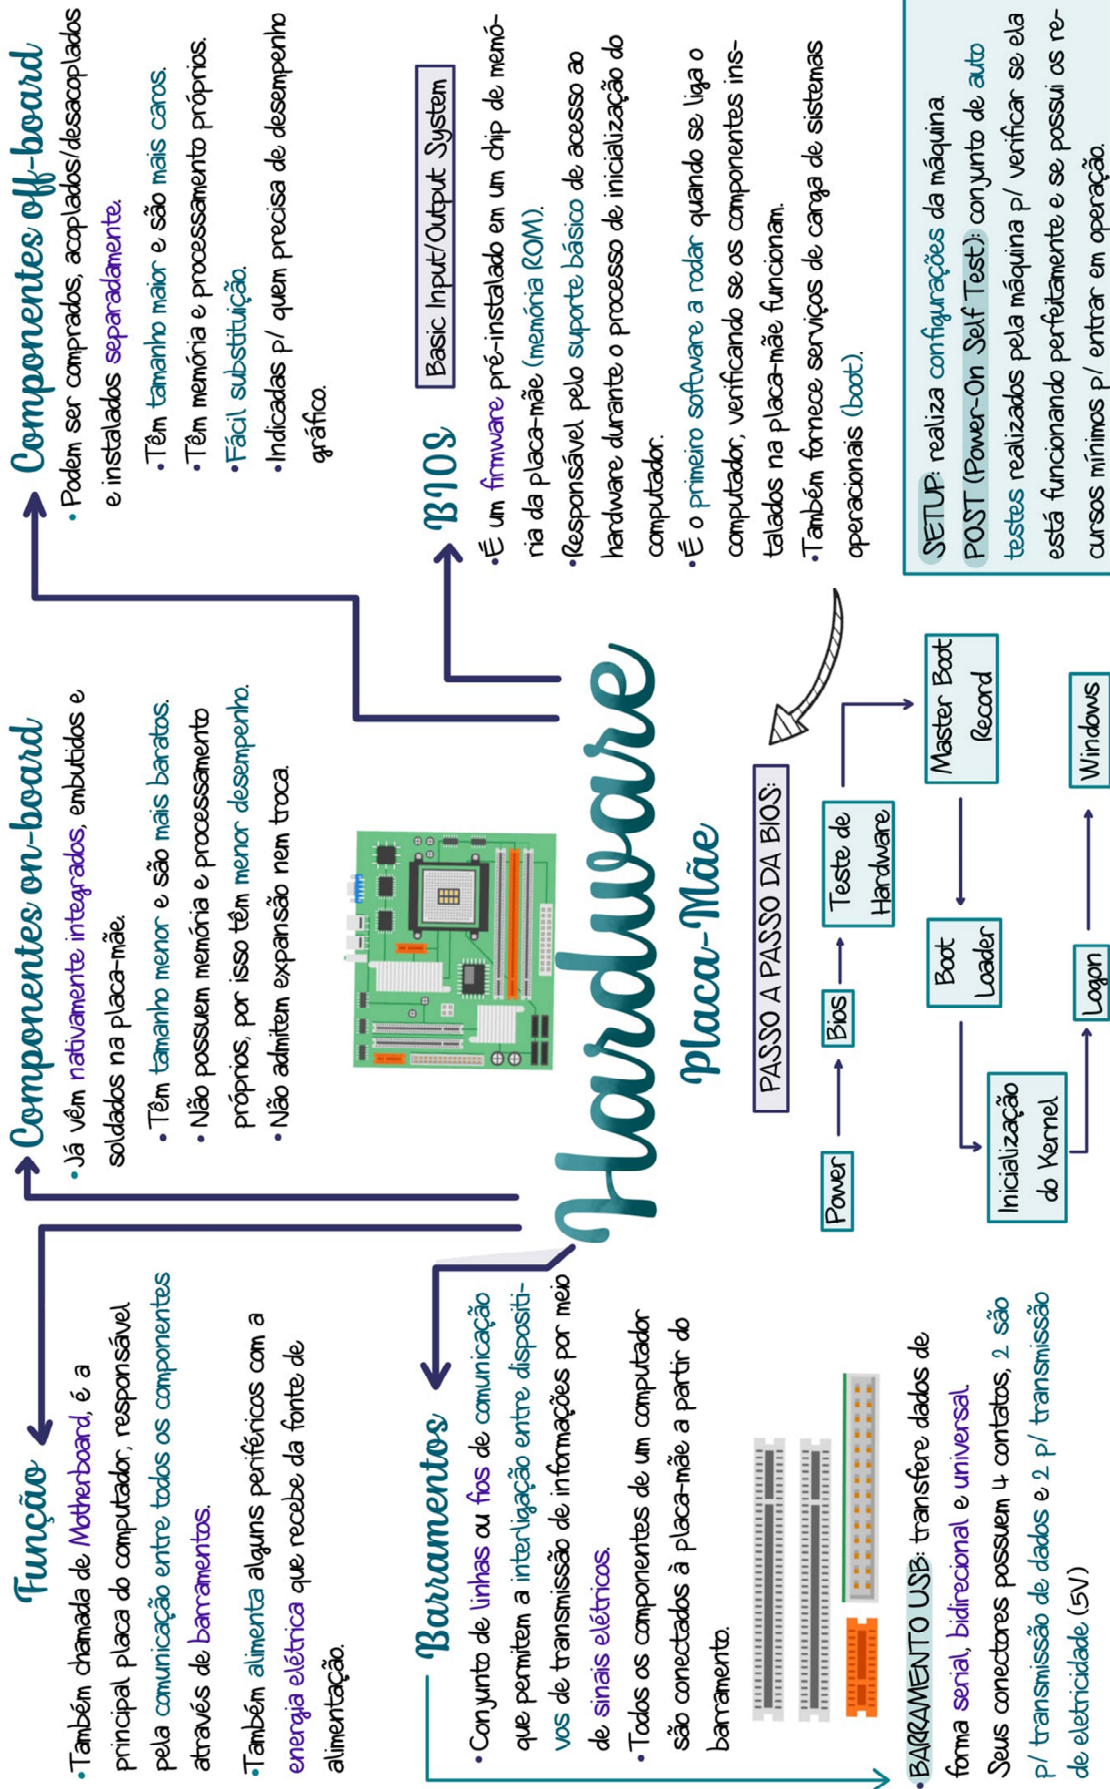 Função
• Também chamada de Motherboard, é a
principal placa do computador, responsável
pela comunicação entre todos os componentes
através de barramentos.
• Também alimenta alguns periféricos com a
energia elétrica que recebe da fonte de
alimentação.
Componentes on-board
• Já vêm nativamente integrados, embutidos e
soldados na placa-mãe.
• Têm tamanho menor e são mais baratos.
• Não possuem memória e processamento
próprios, por isso têm menor desempenho.
• Não admitem expansão nem troca.
Componentes off-board
• Podem ser comprados, acoplados/desacoplados
e instalados separadamente.
• Têm tamanho maior e são mais caros.
• Têm memória e processamento próprios.
• Fácil substituição.
• Indicadas p/ quem precisa de desempenho
gráfico.
Hardware
Placa-Mãe
Barramentos
• Conjunto de linhas ou fios de comunicação
que permitem a interligação entre dispositi-
vos de transmissão de informações por meio
de sinais elétricos.
• Todos os componentes de um computador
são conectados à placa-mãe a partir do
barramento.
• BARRAMENTO USB: transfere dados de
forma serial, bidirecional e universal.
Seus conectores possuem 4 contatos, 2 são
p/ transmissão de dados e 2 p/ transmissão
de eletricidade (5V)
BIOS
Basic Input/Output System
• É um firmware pré-instalado em um chip de memó-
ria da placa-mãe (memória ROM).
• Responsável pelo suporte básico de acesso ao
hardware durante o processo de inicialização do
computador.
• É o primeiro software a rodar quando se liga o
computador, verificando se os componentes ins-
talados na placa-mãe funcionam.
• Também fornece serviços de carga de sistemas
operacionais (boot).
PASSO A PASSO DA BIOS:
Power
Bios
Teste de
Hardware
Master Boot
Record
Boot
Loader
Inicialização
do Kernel
Logon
Windows
SETUP: realiza configurações da máquina
POST (Power-On Self Test): conjunto de auto
testes realizados pela máquina p/ verificar se ela
está funcionando perfeitamente e se possui os re-
cursos mínimos p/ entrar em operação.